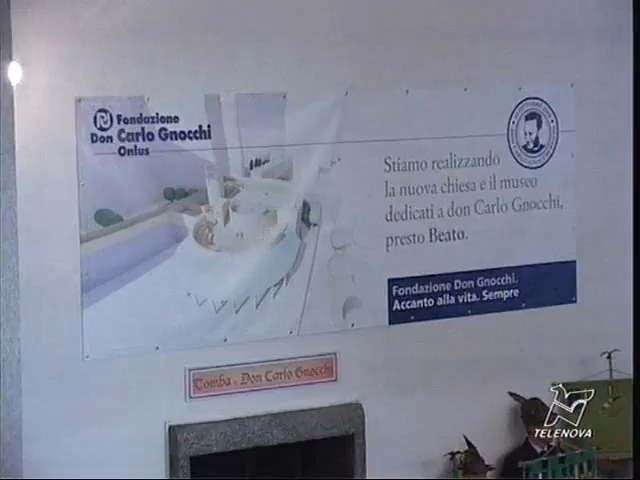 Fondazione
Don Carlo Gnocchi
Onlus
Stiamo realizzando
la nuova chiesa e il museo
dedicati a don Carlo Gnocchi,
presto Beato.
Fondazione Don Gnocchi.
Accanto alla vita. Sempre
Tomba Don Carlo Gnocchi
TELENOVA